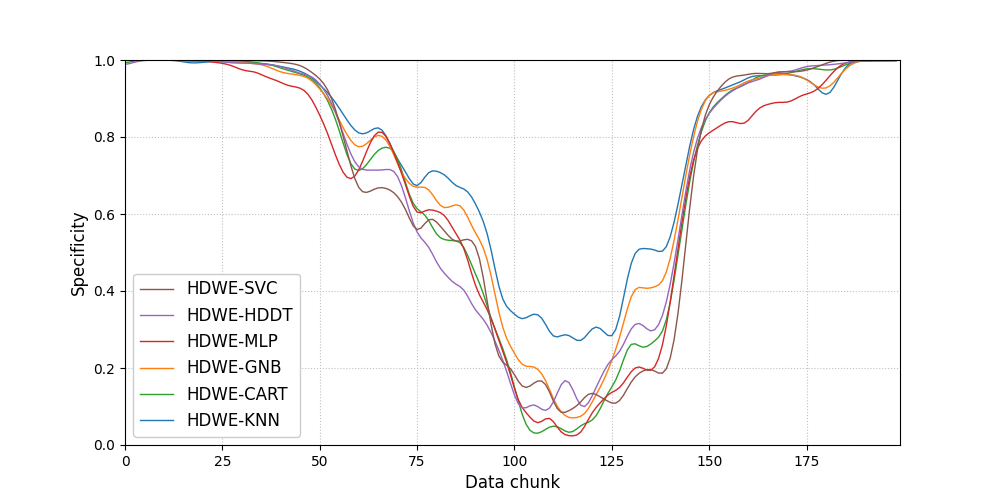 1.0
0.8
0.6
0.4
0.2
0.0
Specificity
HDWE-SVC
HDWE-HDDT
HDWE-MLP
HDWE-GNB
HDWE-CART
HDWE-KNN
0 25 50 75 100 125 150 175
Data chunk